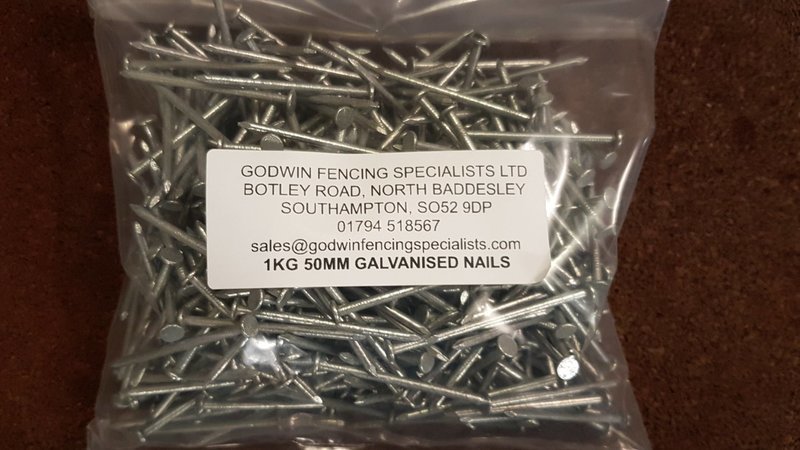 GODWIN FENCING SPECIALISTS LTD
BOTLEY ROAD, NORTH BADDESLEY
SOUTHAMPTON, SO52 9DP
01794 518567
sales@godwinfencingspecialists.com
1KG 50MM GALVANISED NAILS